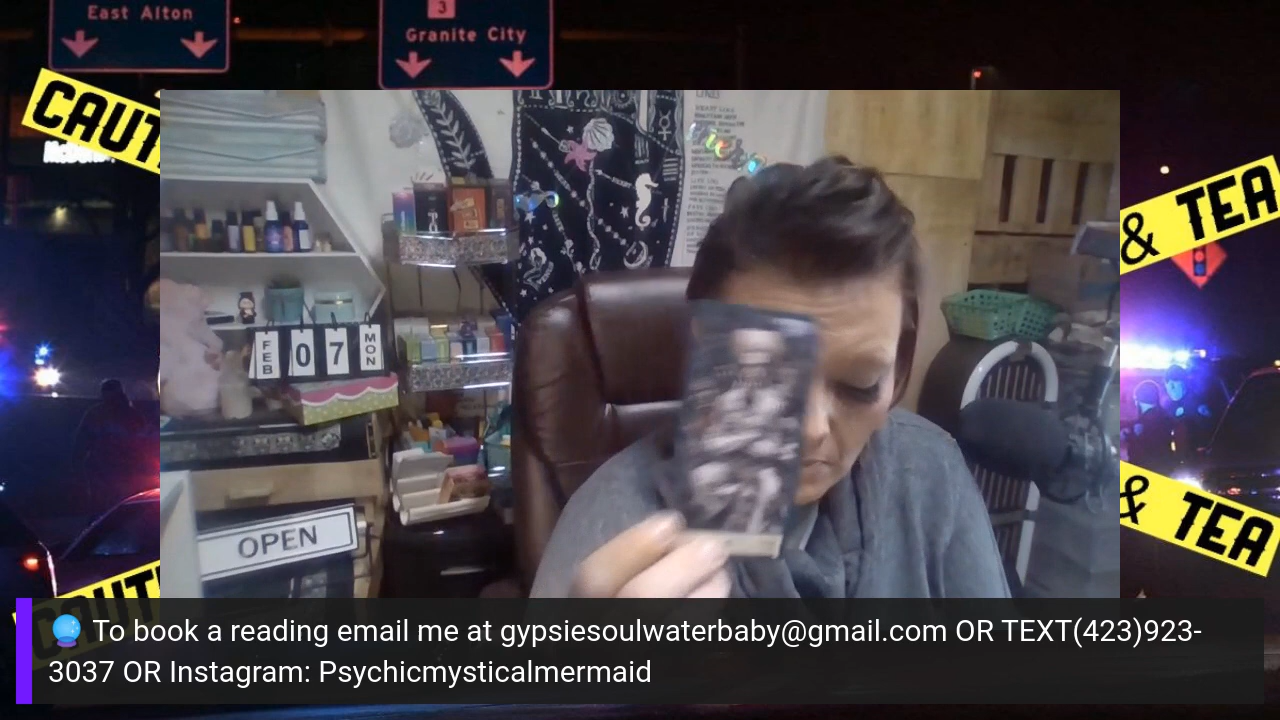 East Alton
3
Granite City
CAUT
& TEA
FEB
07
MON
OPEN
& TEA
CAUTI
To book a reading email me at gypsiesoulwaterbaby@gmail.com OR TEXT(423)923-
3037 OR Instagram: Psychicmysticalmermaid